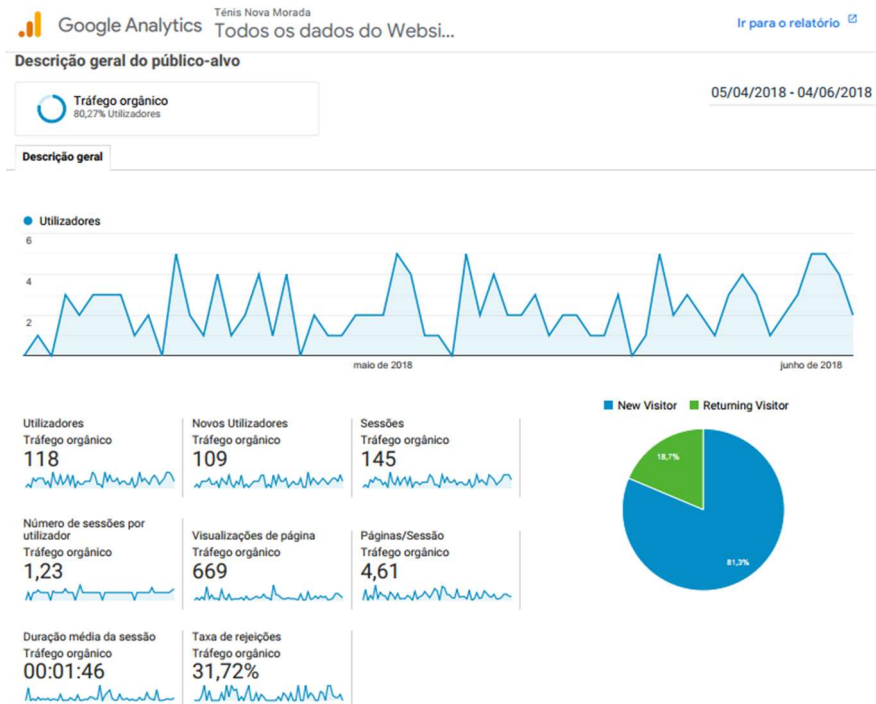 Google Analytics
Ténis Nova Morada
Todos os dados do Websi...
Ir para o relatório
Descrição geral do público-alvo
Tráfego orgânico
80,27% Utilizadores
05/04/2018 - 04/06/2018
Descrição geral
Utilizadores
6
4
2
maio de 2018
junho de 2018
New Visitor
Returning Visitor
18,7%
81,3%
Utilizadores
Tráfego orgânico
118
Novos Utilizadores
Tráfego orgânico
109
Sessões
Tráfego orgânico
145
Número de sessões por
utilizador
Tráfego orgânico
1,23
Visualizações de página
Tráfego orgânico
669
Páginas/Sessão
Tráfego orgânico
4,61
Duração média da sessão
Tráfego orgânico
00:01:46
Taxa de rejeições
Tráfego orgânico
31,72%